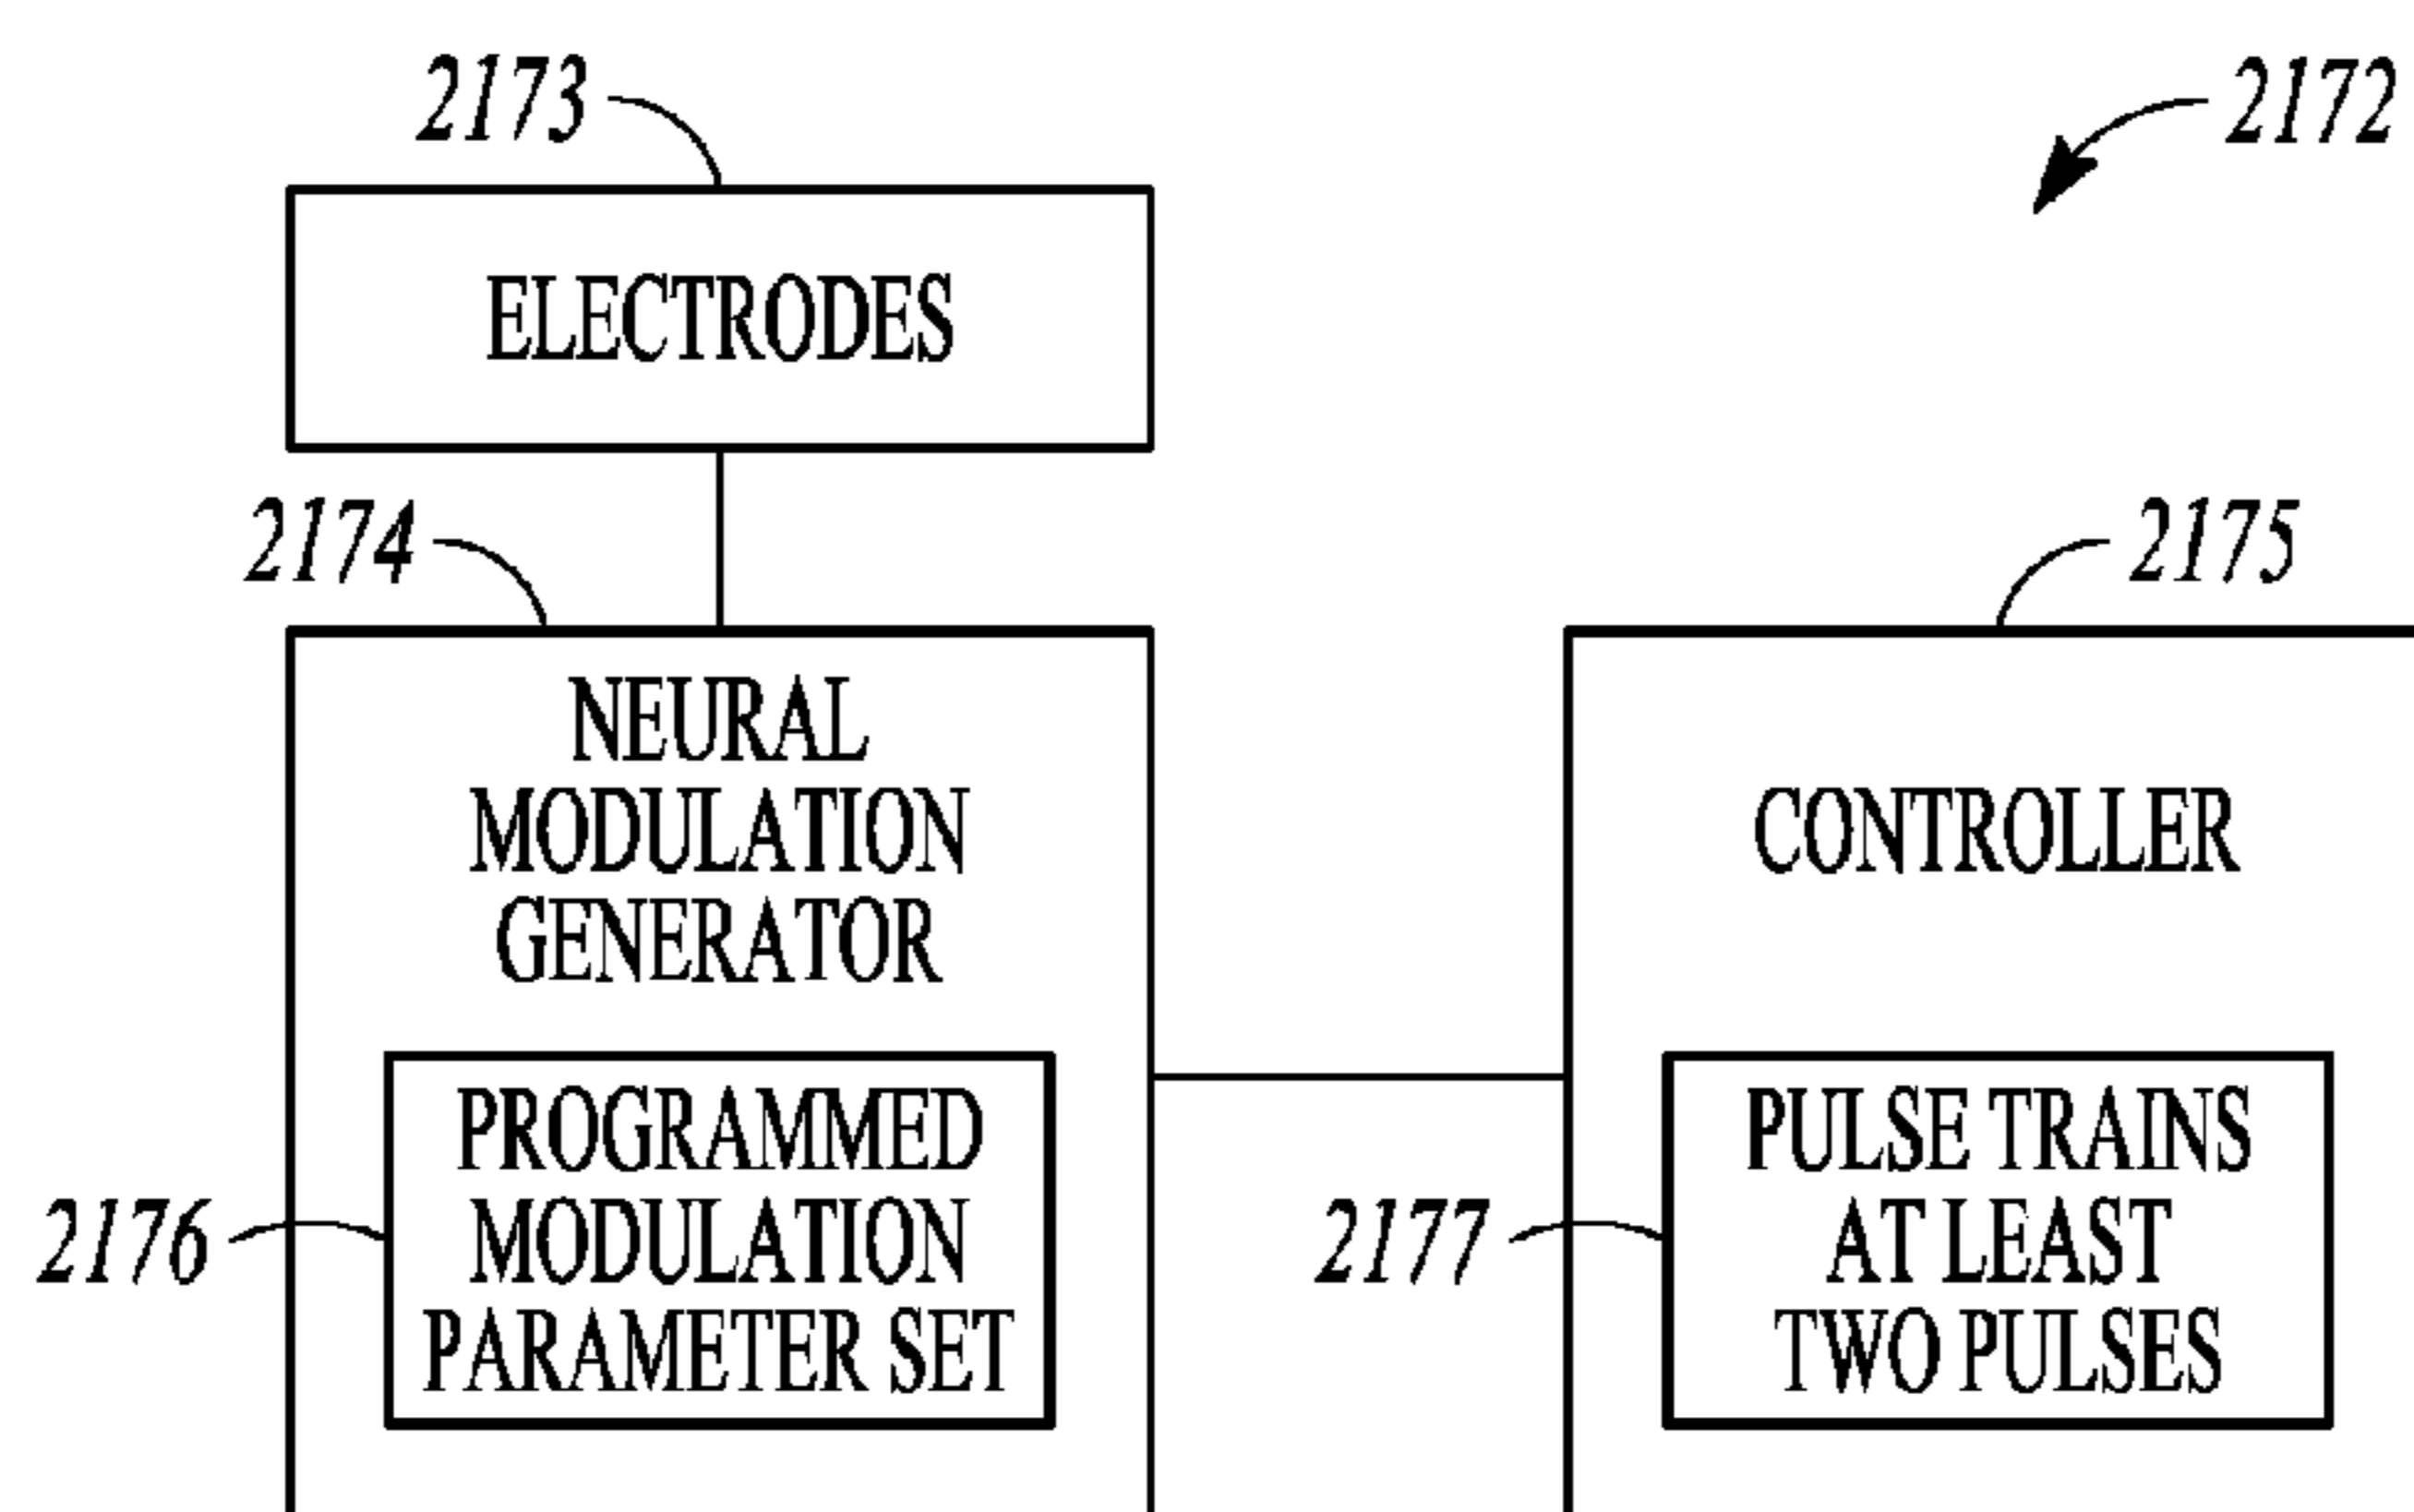 2173
2172
ELECTRODES
2174
2175
NEURAL
MODULATION
GENERATOR
CONTROLLER
PROGRAMMED
MODULATION
PARAMETER SET
2176
2177
PULSE TRAINS
AT LEAST
TWO PULSES